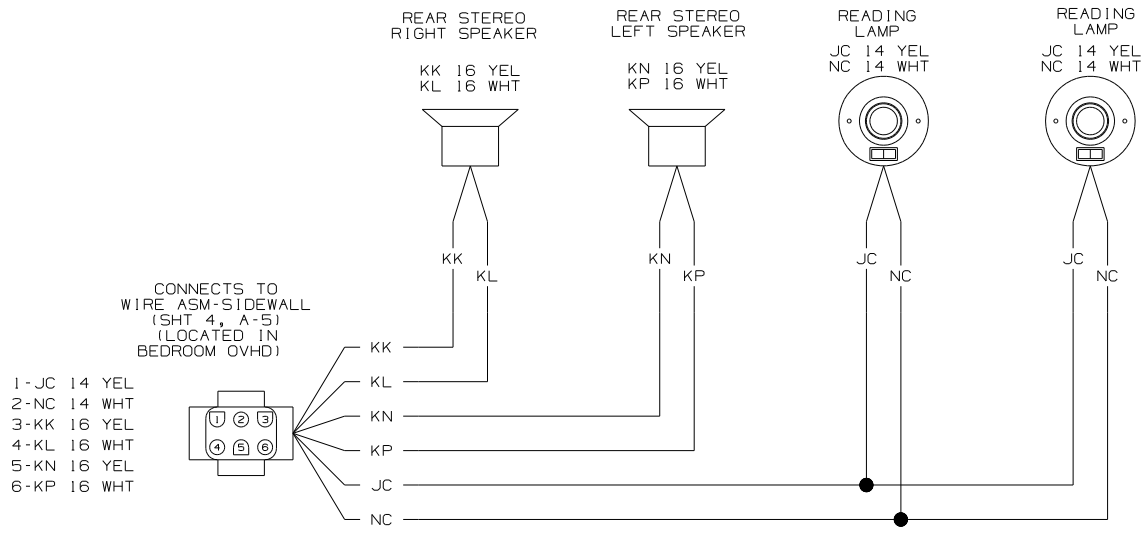 REAR STEREO
RIGHT SPEAKER
KK 16 YEL
KL 16 WHT
REAR STEREO
LEFT SPEAKER
KN 16 YEL
KP 16 WHT
READING
LAMP
JC 14 YEL
NC 14 WHT
READING
LAMP
JC 14 YEL
NC 14 WHT
KK
KL
KN
KP
JC
NC
JC
NC
CONNECTS TO
WIRE ASM-SIDEWALL
(SHT 4, A-5)
(LOCATED IN
BEDROOM OVHD)
1-JC 14 YEL
2-NC 14 WHT
3-KK 16 YEL
4-KL 16 WHT
5-KN 16 YEL
6-KP 16 WHT
1 2 3
4 5 6
KK
KL
KN
KP
JC
NC